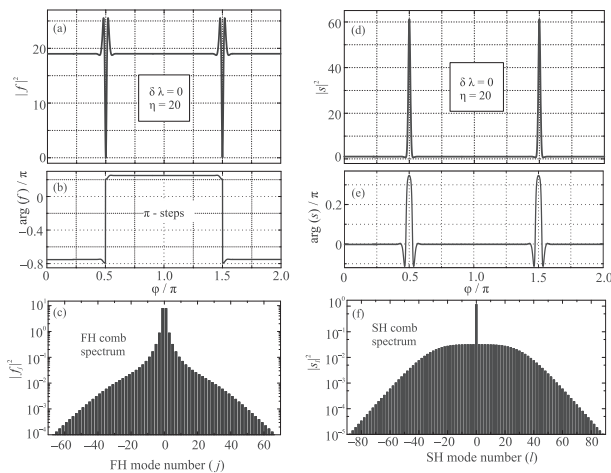 (a)
|f|²
20
10
0
δ λ = 0
η = 20
(b)
arg (f) / π
0
−0.4
−0.8
π - steps
0 0.5 1.0 1.5 2.0
φ / π
(c)
|fⱼ|²
10¹
10⁰
10⁻¹
10⁻²
10⁻³
10⁻⁴
FH comb
spectrum
−60 −40 −20 0 20 40 60
FH mode number ( j )
(d)
|s|²
60
50
40
30
20
10
0
δ λ = 0
η = 20
(e)
arg (s) / π
0.2
0
0 0.5 1.0 1.5 2.0
φ / π
(f)
|sₗ|²
10⁰
10⁻¹
10⁻²
10⁻³
10⁻⁴
10⁻⁵
SH comb
spectrum
−80 −60 −40 −20 0 20 40 60 80
SH mode number (l)